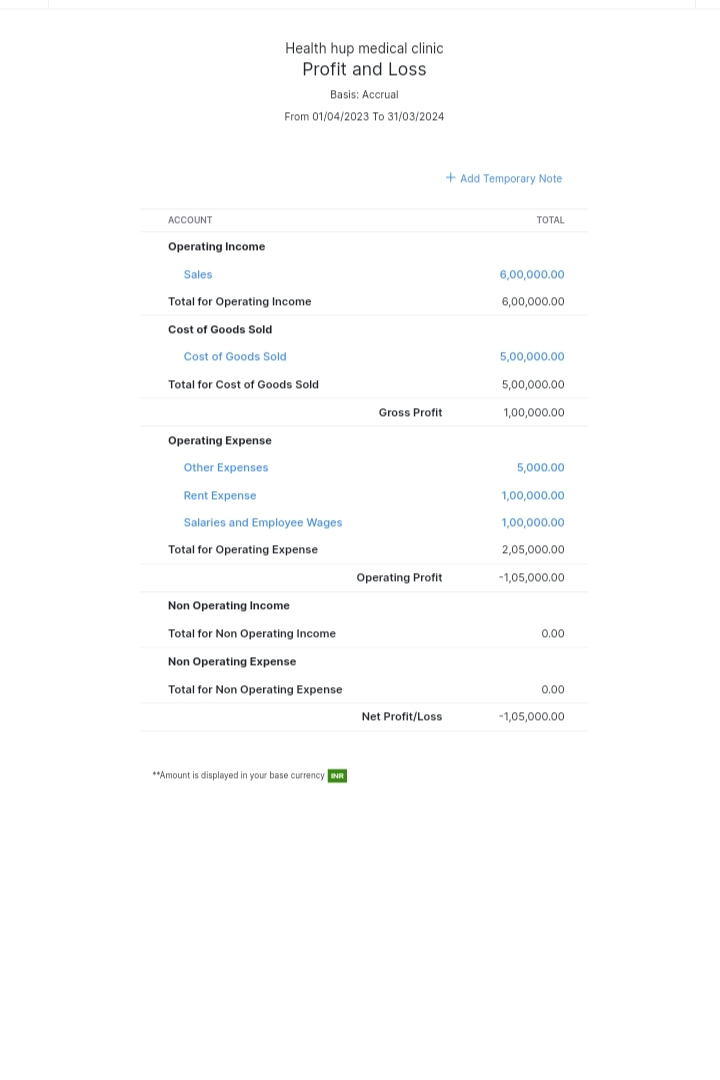 Health hup medical clinic
Profit and Loss
Basis: Accrual
From 01/04/2023 To 31/03/2024
+ Add Temporary Note
ACCOUNT TOTAL
Operating Income
Sales 6,00,000.00
Total for Operating Income 6,00,000.00
Cost of Goods Sold
Cost of Goods Sold 5,00,000.00
Total for Cost of Goods Sold 5,00,000.00
Gross Profit 1,00,000.00
Operating Expense
Other Expenses 5,000.00
Rent Expense 1,00,000.00
Salaries and Employee Wages 1,00,000.00
Total for Operating Expense 2,05,000.00
Operating Profit -1,05,000.00
Non Operating Income
Total for Non Operating Income 0.00
Non Operating Expense
Total for Non Operating Expense 0.00
Net Profit/Loss -1,05,000.00
**Amount is displayed in your base currency INR